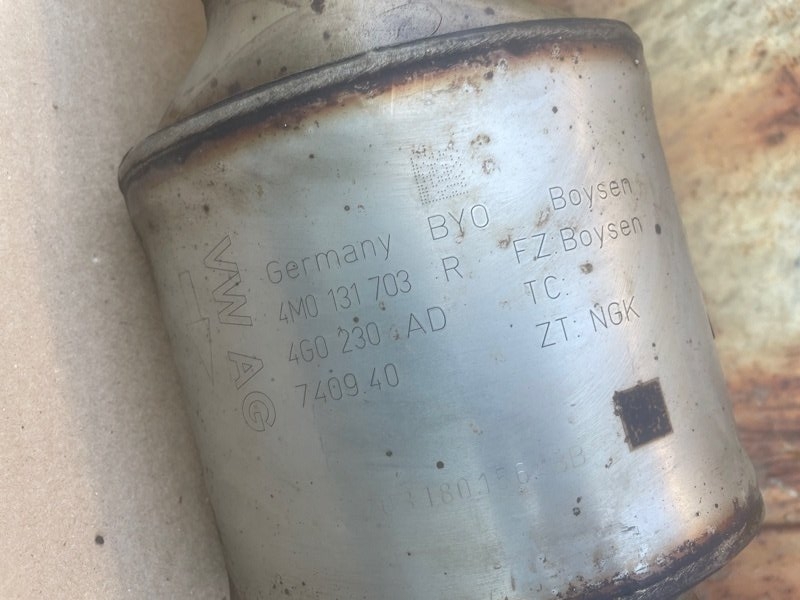 VW AG
Germany BYO Boysen
4M0 131 703 R FZ:Boysen
4G0 230 AD TC:
7409.40 ZT: NGK